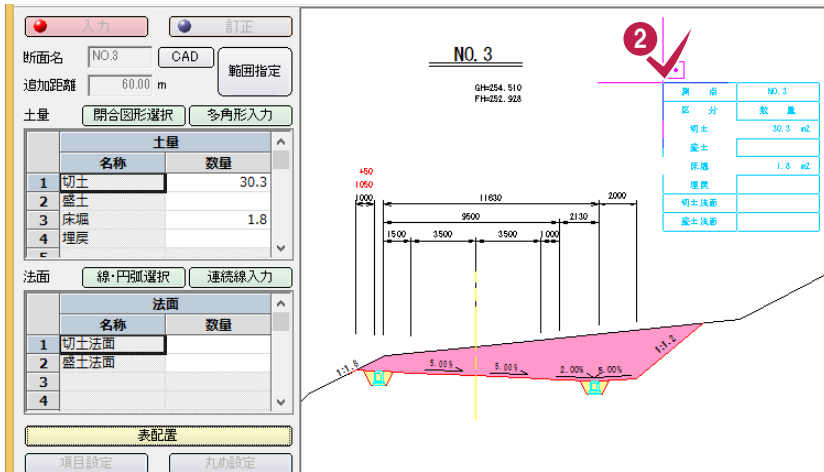 入力 訂正
断面名 NO.3 CAD 範囲指定
追加距離 60.00 m
土量 閉合図形選択 多角形入力
土量
名称 数量
1 切土 30.3
2 盛土
3 床堀 1.8
4 埋戻
5
法面 線・円弧選択 連続線入力
法面
名称 数量
1 切土法面
2 盛土法面
3
4
表配置
項目設定 丸め設定
NO. 3
GH=254. 510
FH=252. 928
2
測 点 NO. 3
区 分 数 量
切土 30.3 m2
盛土
床堀 1.8 m2
埋戻
切土法面
盛土法面
+50
1050
1000 11630 2000
9500 2130
1500 3500 3500 1000
1:1.8 5.00% 5.00% 2.00% 5.00% 1:1.2